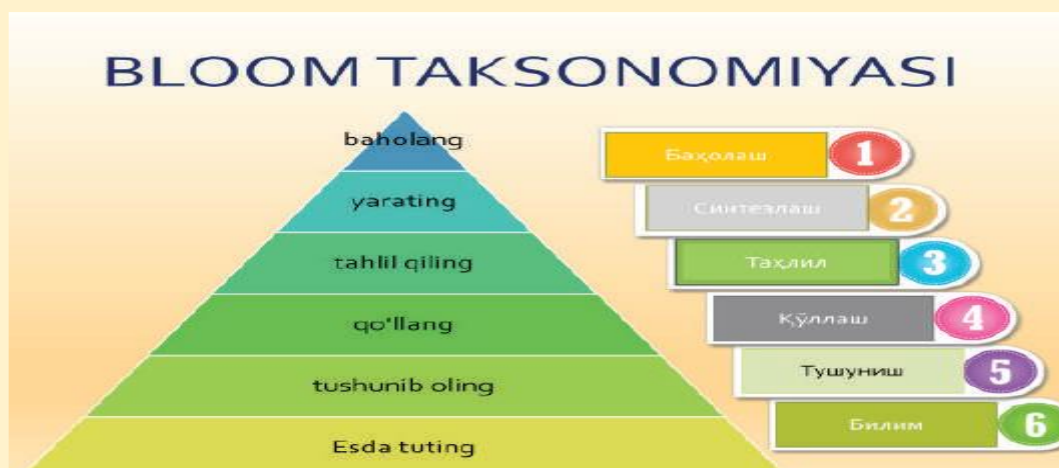 BLOOM TAKSONOMIYASI
baholang
yarating
tahlil qiling
qo'llang
tushunib oling
Esda tuting
Баҳолаш 1
Синтезлаш 2
Таҳлил 3
Қўллаш 4
Тушуниш 5
Билим 6